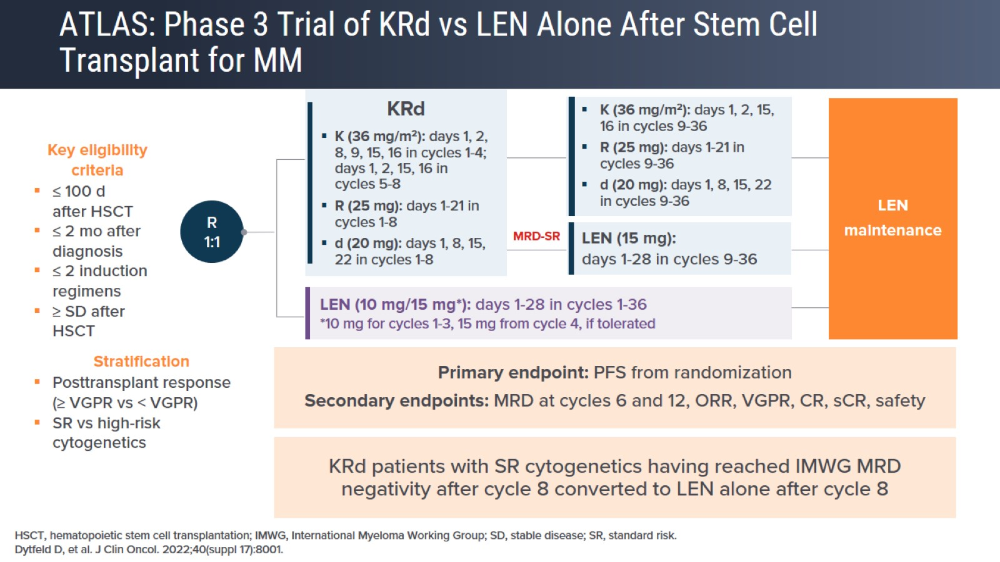 ATLAS: Phase 3 Trial of KRd vs LEN Alone After Stem Cell
Transplant for MM
Key eligibility
criteria
▪ ≤ 100 d
after HSCT
▪ ≤ 2 mo after
diagnosis
▪ ≤ 2 induction
regimens
▪ ≥ SD after
HSCT
Stratification
▪ Posttransplant response
(≥ VGPR vs < VGPR)
▪ SR vs high-risk
cytogenetics
R
1:1
KRd
▪ K (36 mg/m²): days 1, 2,
8, 9, 15, 16 in cycles 1-4;
days 1, 2, 15, 16 in
cycles 5-8
▪ R (25 mg): days 1-21 in
cycles 1-8
▪ d (20 mg): days 1, 8, 15,
22 in cycles 1-8
▪ K (36 mg/m²): days 1, 2, 15,
16 in cycles 9-36
▪ R (25 mg): days 1-21 in
cycles 9-36
▪ d (20 mg): days 1, 8, 15, 22
in cycles 9-36
MRD-SR
LEN (15 mg):
days 1-28 in cycles 9-36
LEN (10 mg/15 mg*): days 1-28 in cycles 1-36
*10 mg for cycles 1-3, 15 mg from cycle 4, if tolerated
LEN
maintenance
Primary endpoint: PFS from randomization
Secondary endpoints: MRD at cycles 6 and 12, ORR, VGPR, CR, sCR, safety
KRd patients with SR cytogenetics having reached IMWG MRD
negativity after cycle 8 converted to LEN alone after cycle 8
HSCT, hematopoietic stem cell transplantation; IMWG, International Myeloma Working Group; SD, stable disease; SR, standard risk.
Dytfeld D, et al. J Clin Oncol. 2022;40(suppl 17):8001.